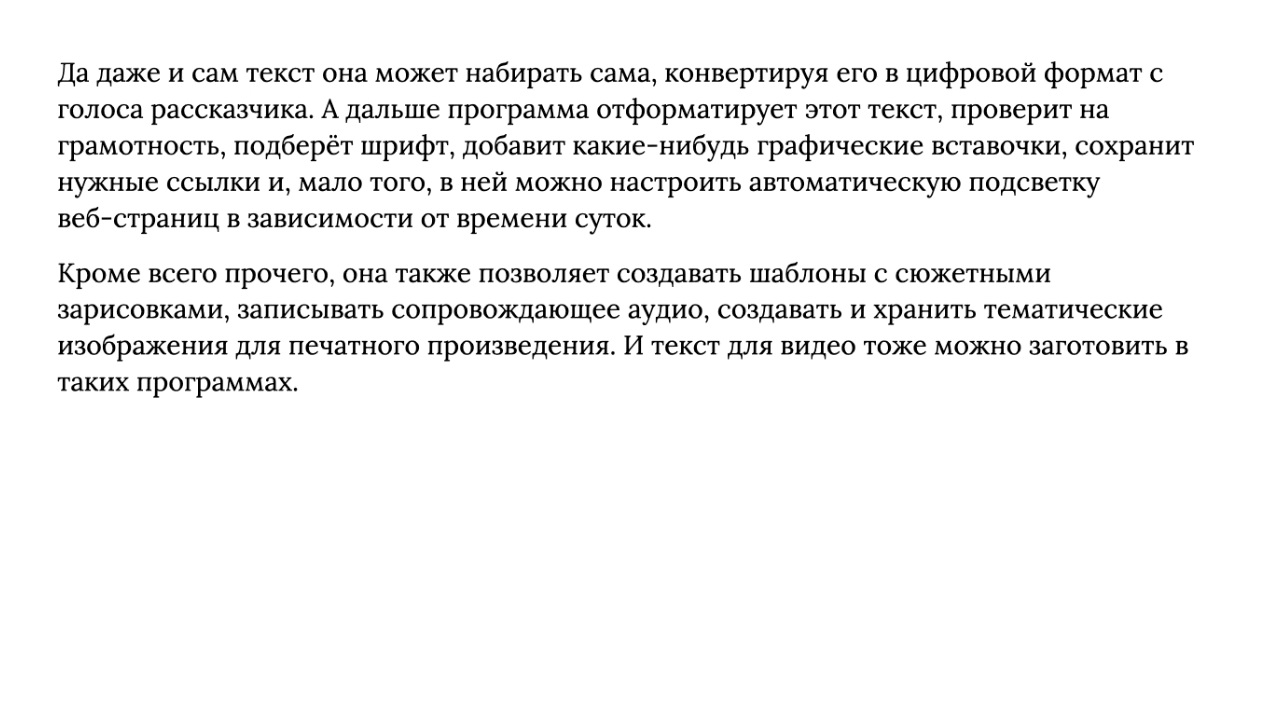 Да даже и сам текст она может набирать сама, конвертируя его в цифровой формат с
голоса рассказчика. А дальше программа отформатирует этот текст, проверит на
грамотность, подберёт шрифт, добавит какие-нибудь графические вставочки, сохранит
нужные ссылки и, мало того, в ней можно настроить автоматическую подсветку
веб-страниц в зависимости от времени суток.
Кроме всего прочего, она также позволяет создавать шаблоны с сюжетными
зарисовками, записывать сопровождающее аудио, создавать и хранить тематические
изображения для печатного произведения. И текст для видео тоже можно заготовить в
таких программах.